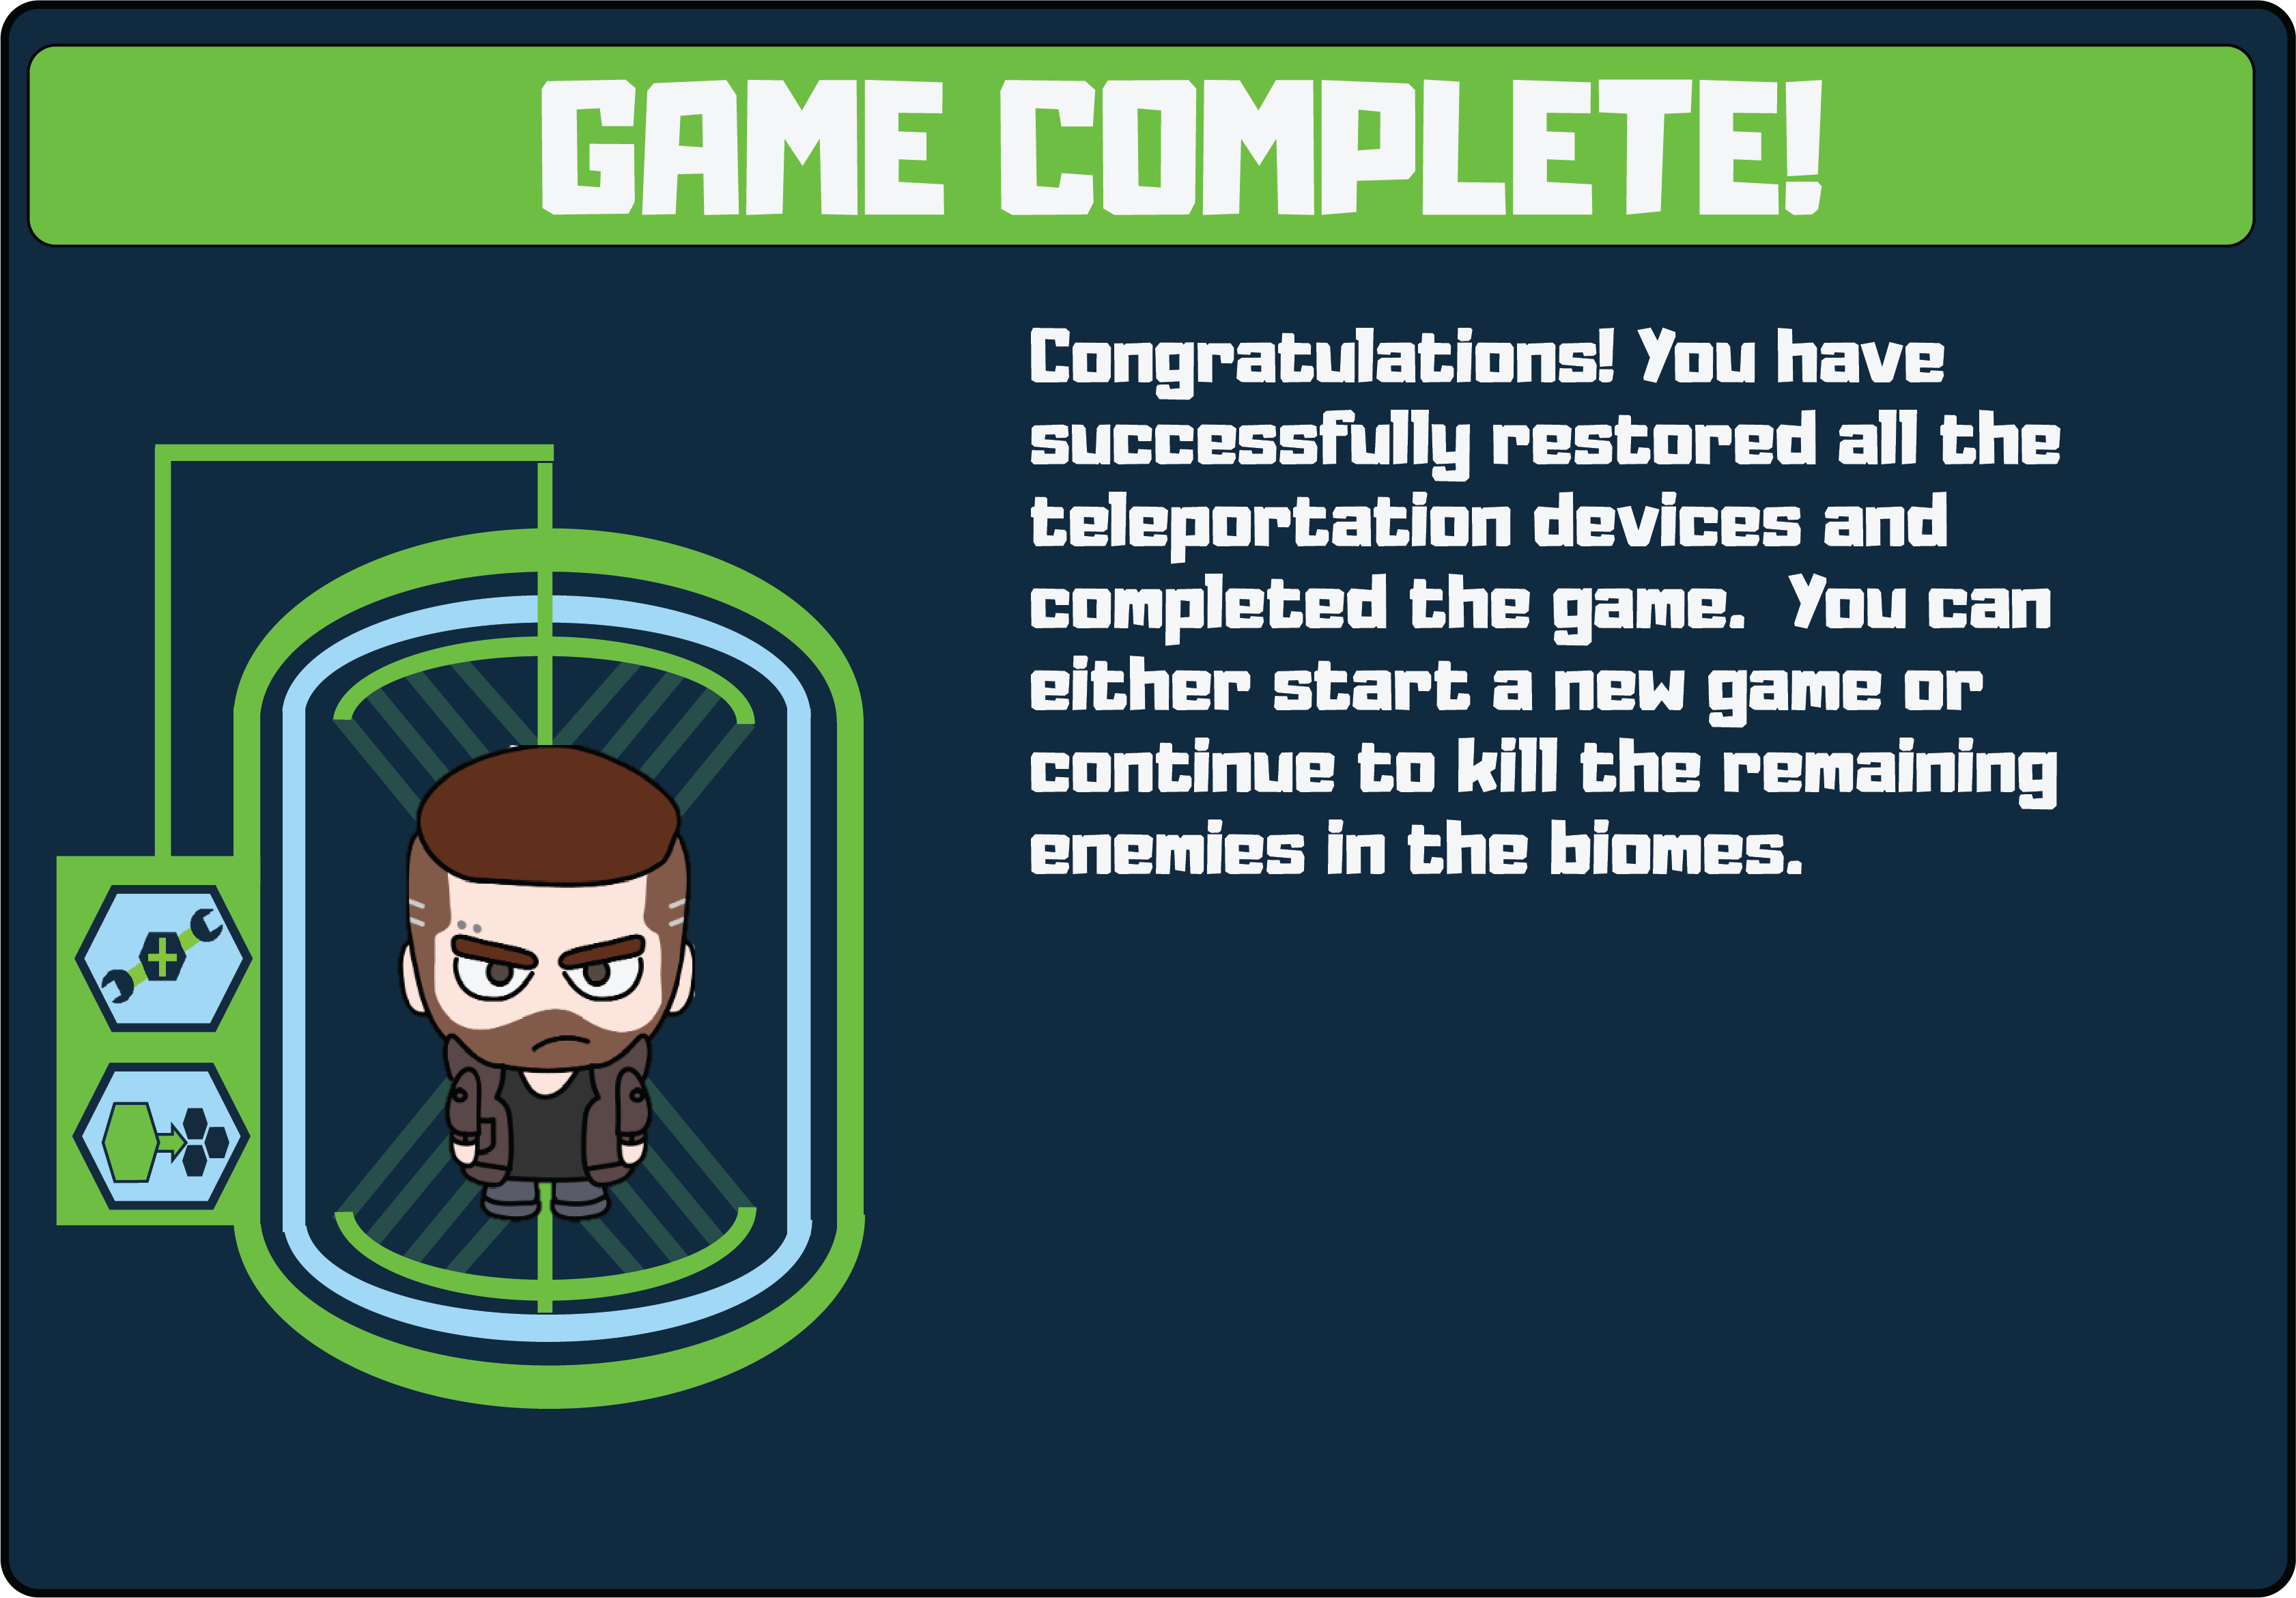 GAME COMPLETE!
Congratulations! You have
successfully restored all the
teleportation devices and
completed the game.  You can
either start a new game or
continue to kill the remaining
enemies in the biomes.